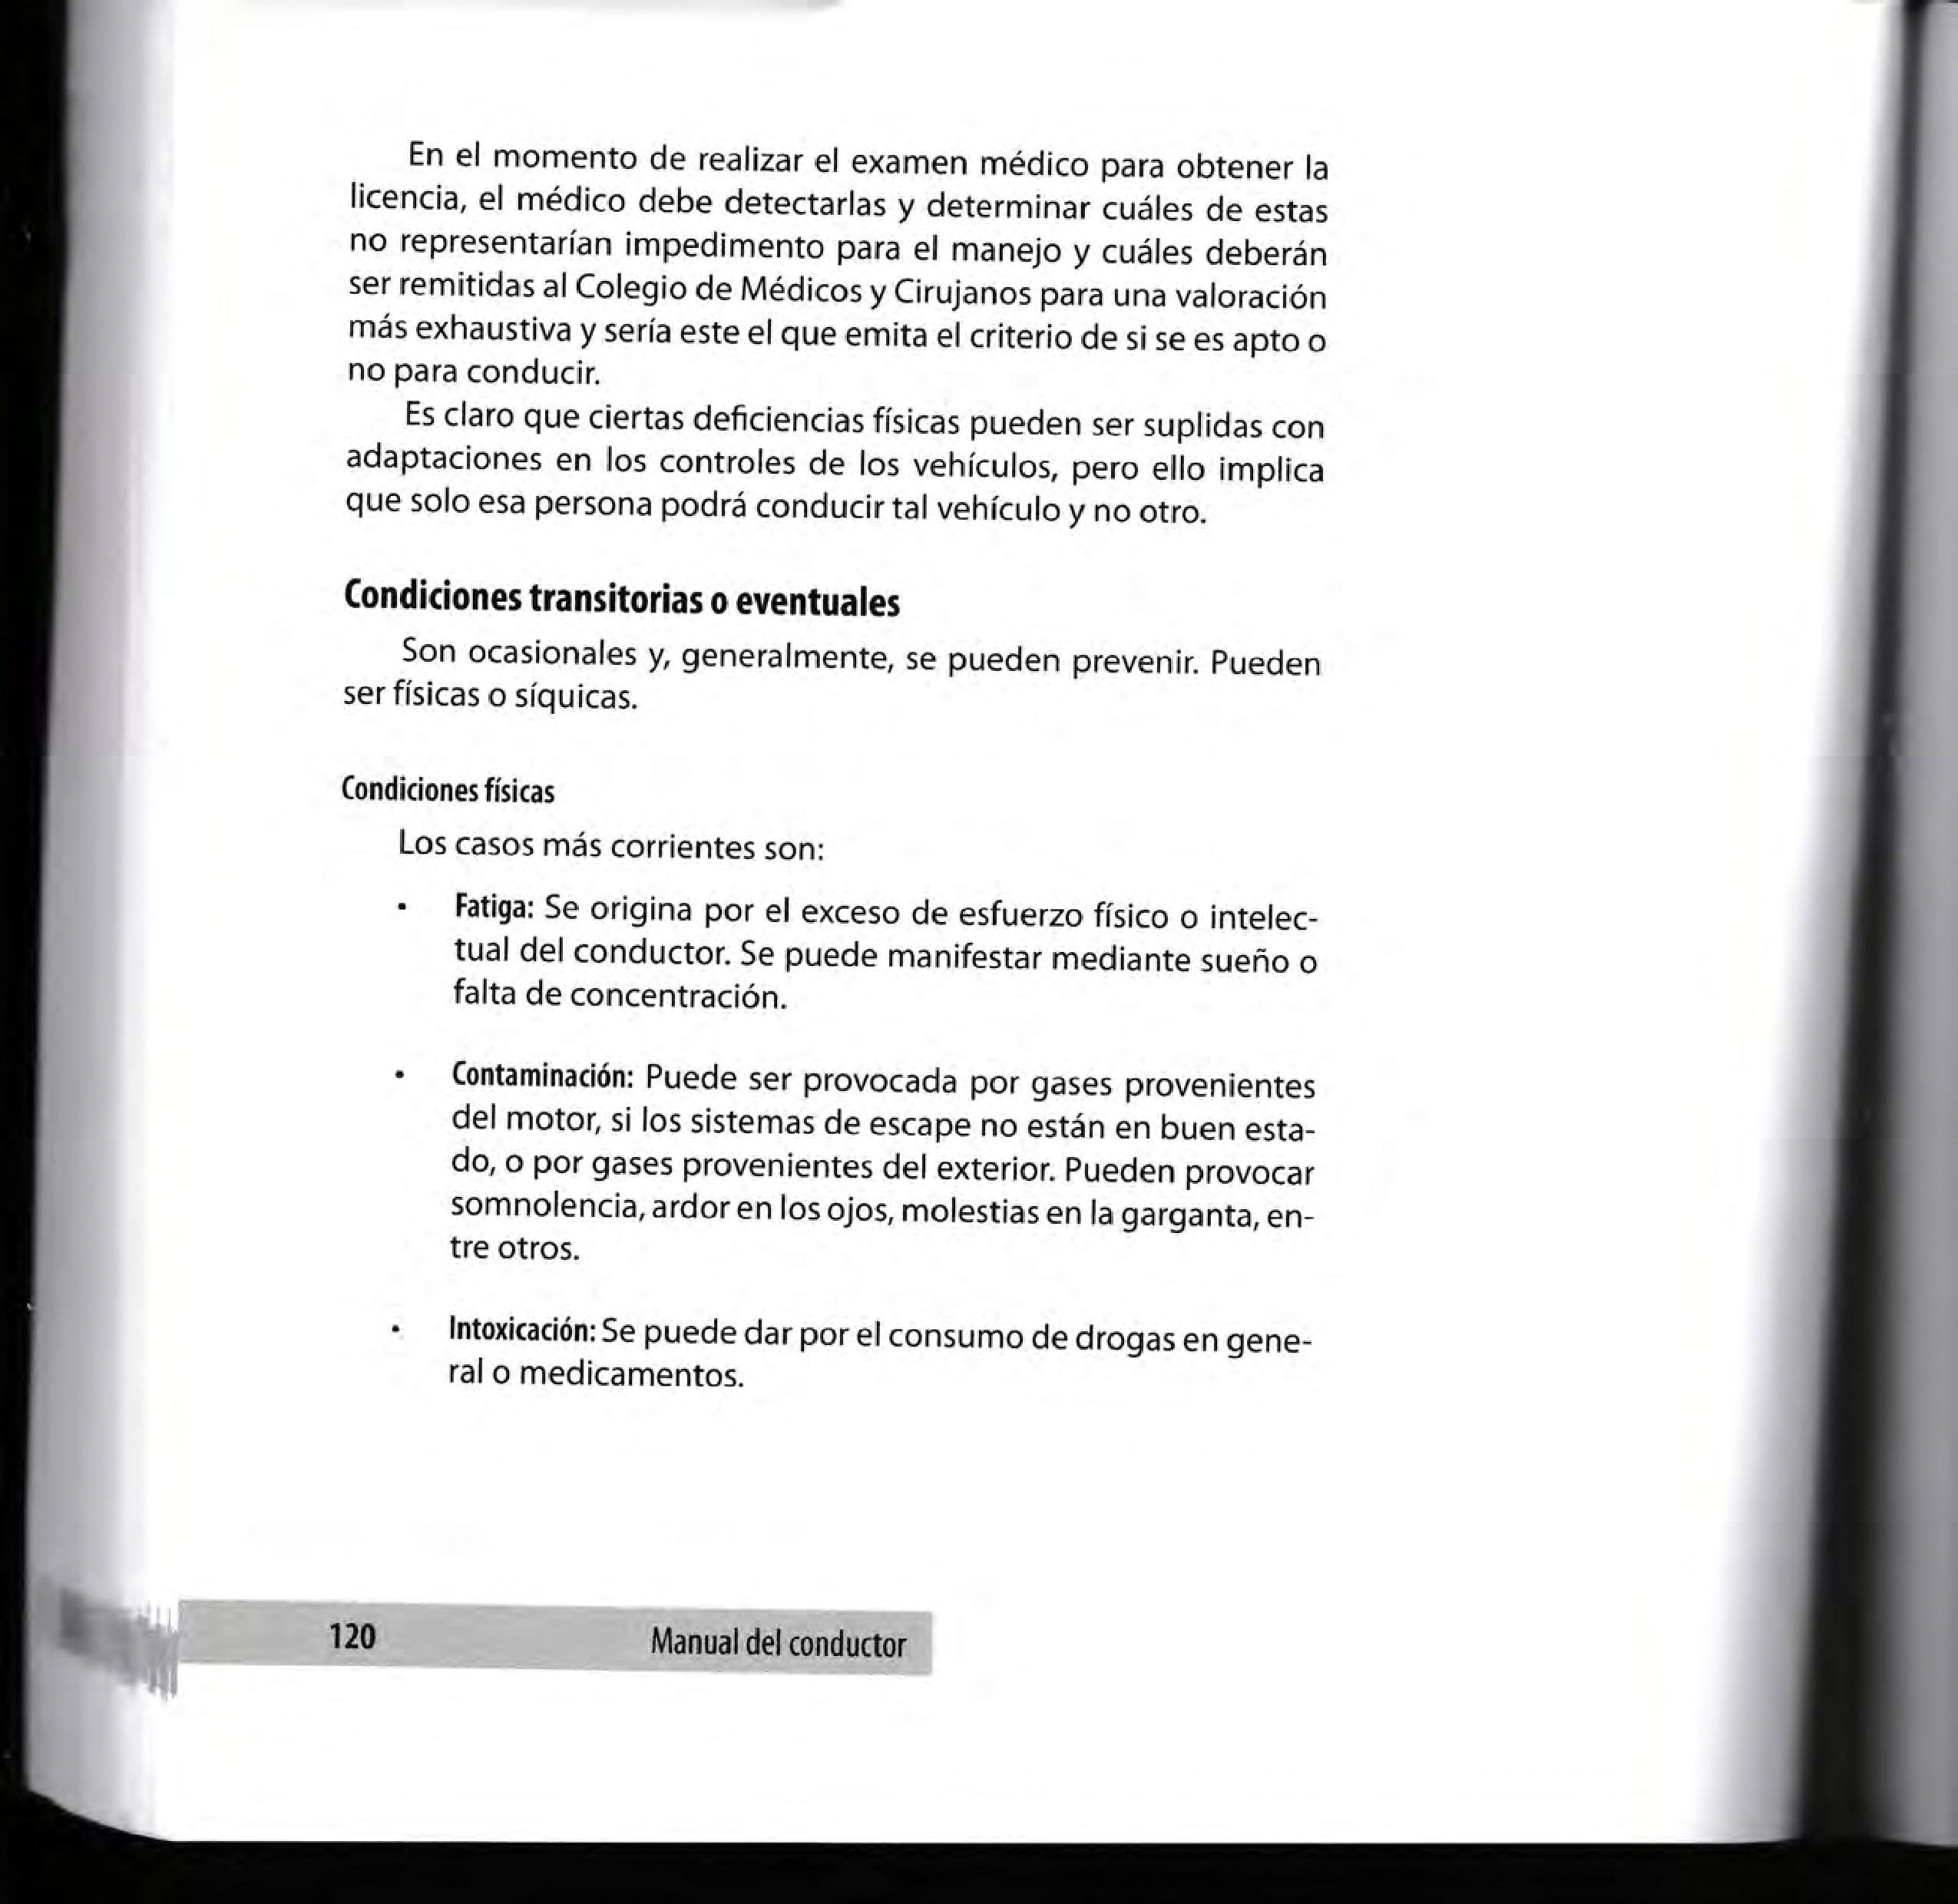 En el momento de realizar el examen médico para obtener la
licencia, el médico debe detectarlas y determinar cuáles de estas
no representarían impedimento para el manejo y cuáles deberán
ser remitidas al Colegio de Médicos y Cirujanos para una valoración
más exhaustiva y sería este el que emita el criterio de si se es apto o
no para conducir.
Es claro que ciertas deficiencias físicas pueden ser suplidas con
adaptaciones en los controles de los vehículos, pero ello implica
que solo esa persona podrá conducir tal vehículo y no otro.
Condiciones transitorias o eventuales
Son ocasionales y, generalmente, se pueden prevenir. Pueden
ser físicas o síquicas.
Condiciones físicas
Los casos más corrientes son:
• Fatiga: Se origina por el exceso de esfuerzo físico o intelec-
tual del conductor. Se puede manifestar mediante sueño o
falta de concentración.
• Contaminación: Puede ser provocada por gases provenientes
del motor, si los sistemas de escape no están en buen esta-
do, o por gases provenientes del exterior. Pueden provocar
somnolencia, ardor en los ojos, molestias en la garganta, en-
tre otros.
• Intoxicación: Se puede dar por el consumo de drogas en gene-
ral o medicamentos.
120 Manual del conductor